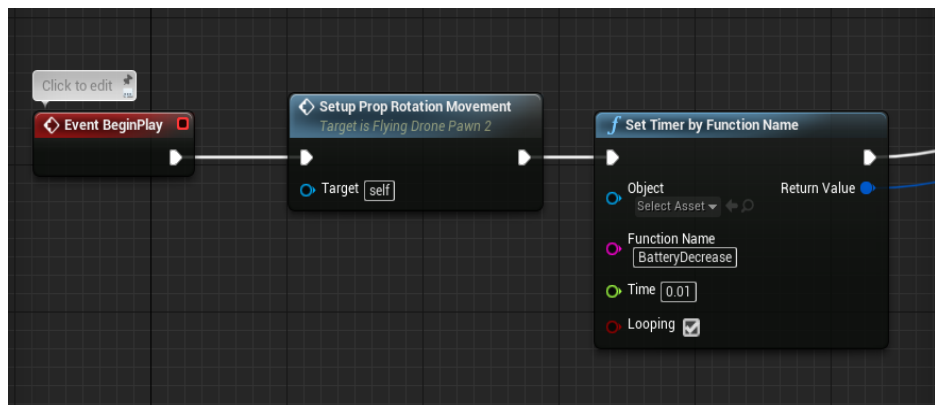 Click to edit
Event BeginPlay
Setup Prop Rotation Movement
Target is Flying Drone Pawn 2
Target self
f Set Timer by Function Name
Object
Select Asset
Return Value
Function Name
BatteryDecrease
Time 0.01
Looping